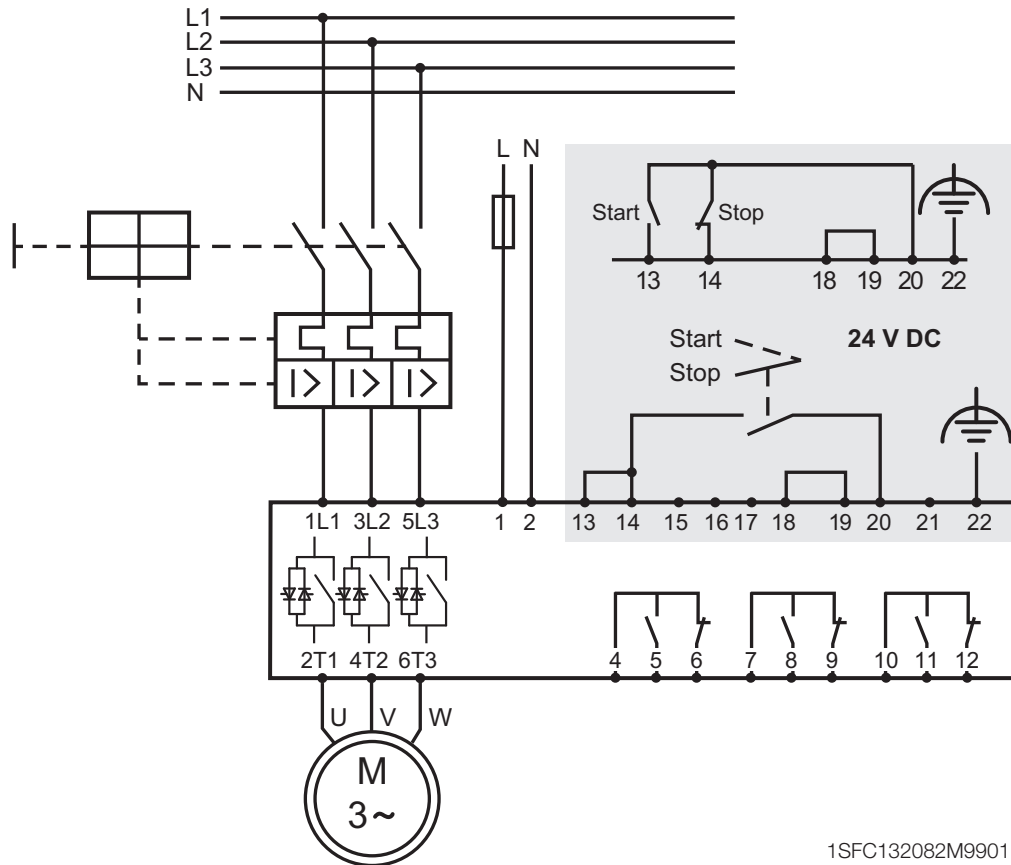 L1
L2
L3
N
L N
Start Stop
13 14 18 19 20 22
Start 24 V DC
Stop
I> I> I>
1L1 3L2 5L3 1 2 13 14 15 16 17 18 19 20 21 22
2T1 4T2 6T3 4 5 6 7 8 9 10 11 12
U V W
M
3~
1SFC132082M9901